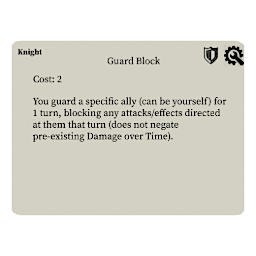 Knight
Guard Block
Cost: 2
You guard a specific ally (can be yourself) for
1 turn, blocking any attacks/effects directed
at them that turn (does not negate
pre-existing Damage over Time).